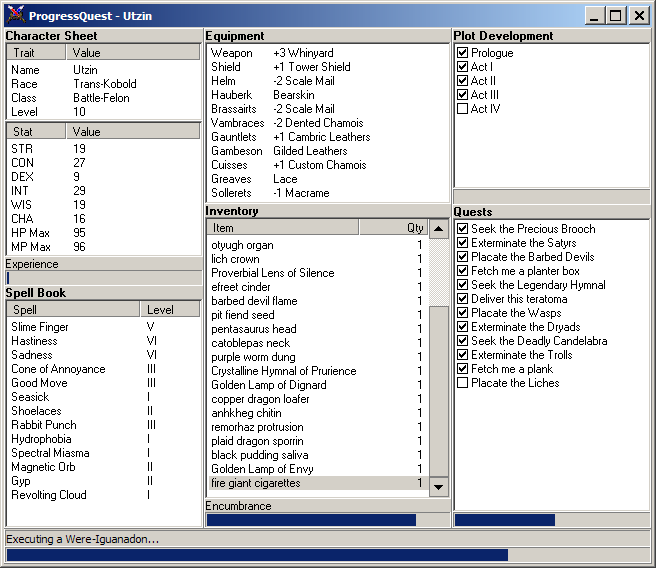 ProgressQuest - Utzin
Character Sheet
Trait Value
Name Utzin
Race Trans-Kobold
Class Battle-Felon
Level 10
Stat Value
STR 19
CON 27
DEX 9
INT 29
WIS 19
CHA 16
HP Max 95
MP Max 96
Experience
Spell Book
Spell Level
Slime Finger V
Hastiness VI
Sadness VI
Cone of Annoyance III
Good Move III
Seasick I
Shoelaces II
Rabbit Punch III
Hydrophobia I
Spectral Miasma I
Magnetic Orb II
Gyp II
Revolting Cloud I
Equipment
Weapon +3 Whinyard
Shield +1 Tower Shield
Helm -2 Scale Mail
Hauberk Bearskin
Brassairts -2 Scale Mail
Vambraces -2 Dented Chamois
Gauntlets +1 Cambric Leathers
Gambeson Gilded Leathers
Cuisses +1 Custom Chamois
Greaves Lace
Sollerets -1 Macrame
Inventory
Item Qty
otyugh organ 1
lich crown 1
Proverbial Lens of Silence 1
efreet cinder 1
barbed devil flame 1
pit fiend seed 1
pentasaurus head 1
catoblepas neck 1
purple worm dung 1
Crystalline Hymnal of Prurience 1
Golden Lamp of Dignard 1
copper dragon loafer 1
anhkheg chitin 1
remorhaz protrusion 1
plaid dragon sporrin 1
black pudding saliva 1
Golden Lamp of Envy 1
fire giant cigarettes 1
Encumbrance
Plot Development
Prologue
Act I
Act II
Act III
Act IV
Quests
Seek the Precious Brooch
Exterminate the Satyrs
Placate the Barbed Devils
Fetch me a planter box
Seek the Legendary Hymnal
Deliver this teratoma
Placate the Wasps
Exterminate the Dryads
Seek the Deadly Candelabra
Exterminate the Trolls
Fetch me a plank
Placate the Liches
Executing a Were-Iguanadon...